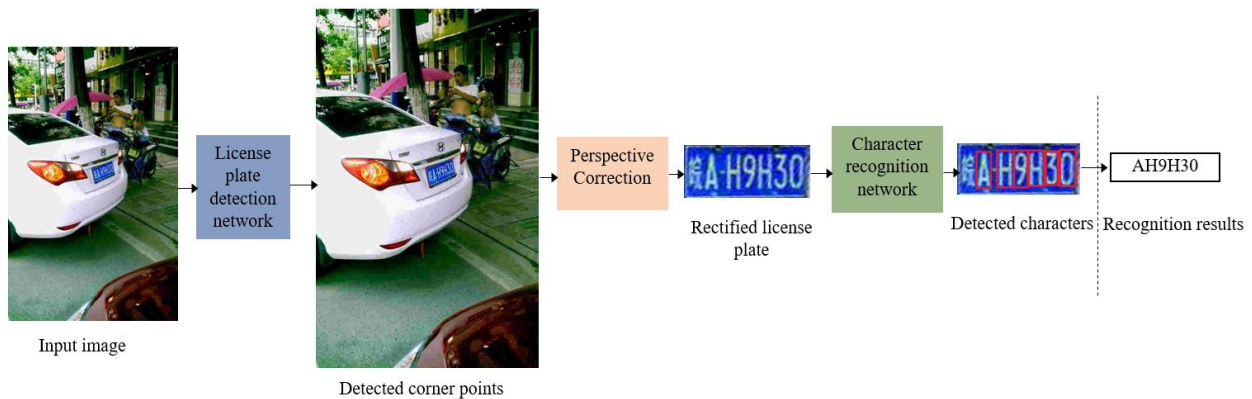 License
plate
detection
network
Perspective
Correction
皖A·H9H30
Character
recognition
network
皖A·H9H30
AH9H30
Input image
Detected corner points
Rectified license
plate
Detected characters
Recognition results